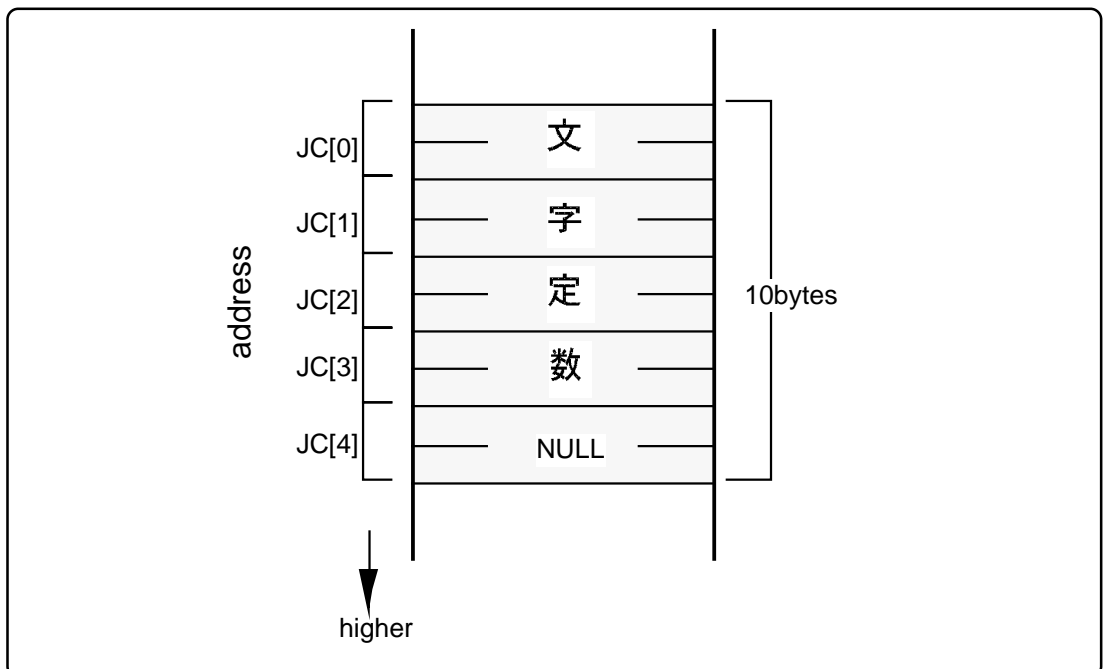 JC[0]
文
JC[1]
字
JC[2]
定
10bytes
address
JC[3]
数
JC[4]
NULL
higher